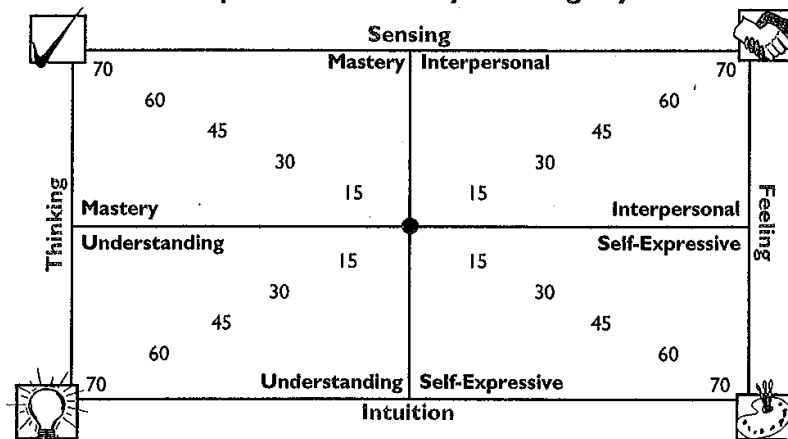 Sensing
Mastery Interpersonal
70 70
60 60
45 45
30 30
15 15
Thinking
Feeling
Mastery Interpersonal
Understanding Self-Expressive
15 15
30 30
45 45
60 60
70 70
Understanding Self-Expressive
Intuition